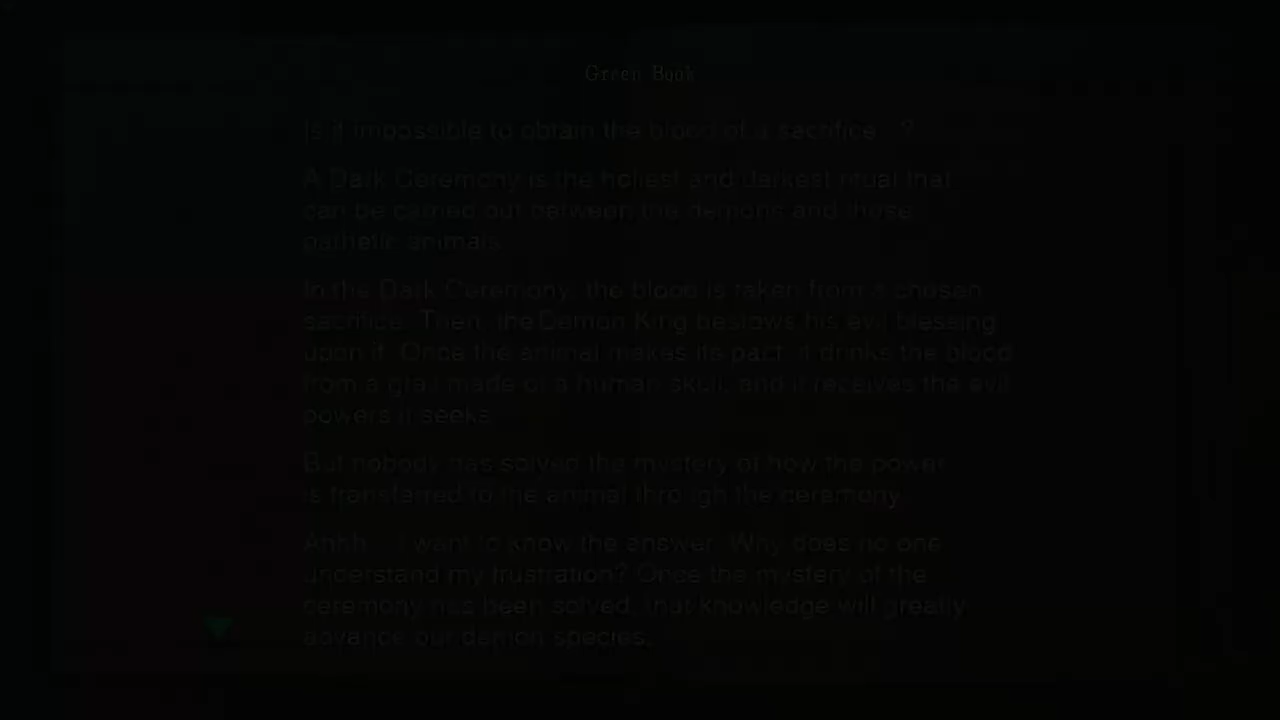 Green Book
Is it impossible to obtain the blood of a sacrifice...?
A Dark Ceremony is the holiest and darkest ritual that
can be carried out between the demons and those
pathetic animals.
In the Dark Ceremony, the blood is taken from a chosen
sacrifice. Then, the Demon King bestows his evil blessing
upon it. Once the animal makes its pact, it drinks the blood
from a grail made of a human skull, and it receives the evil
powers it seeks.
But nobody has solved the mystery of how the power
is transferred to the animal through the ceremony.
Ahhh... I want to know the answer. Why does no one
understand my frustration? Once the mystery of the
ceremony has been solved, that knowledge will greatly
advance our demon species.